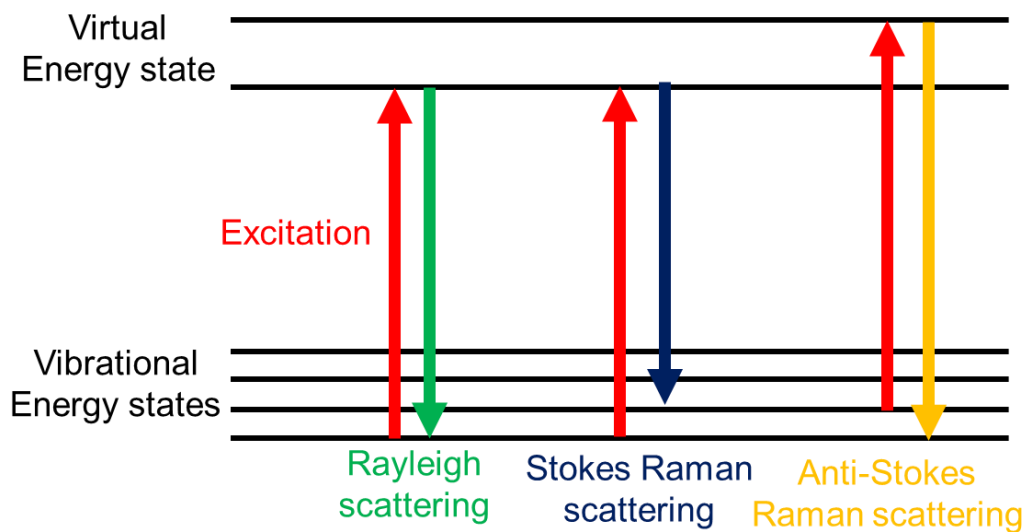 Virtual
Energy state
Excitation
Vibrational
Energy states
Rayleigh
scattering
Stokes Raman
scattering
Anti-Stokes
Raman scattering